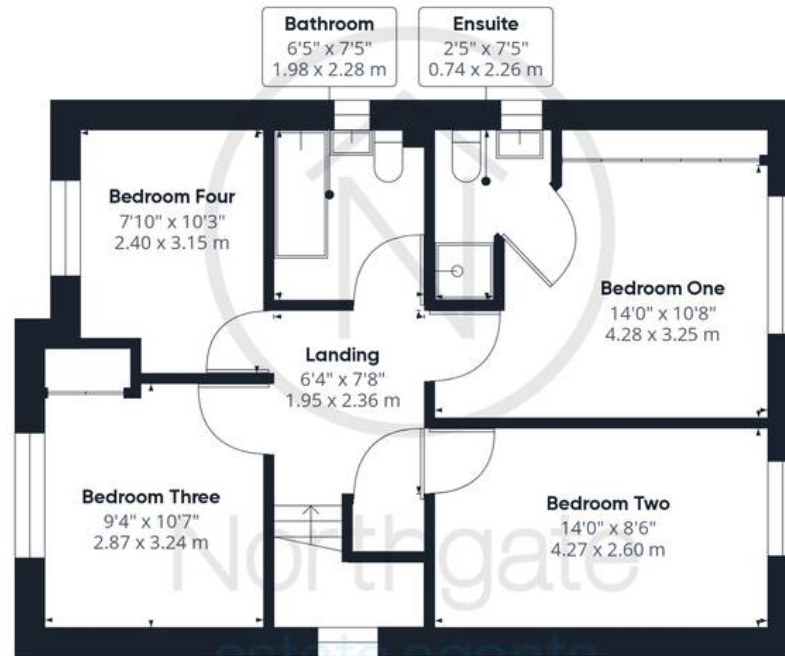 Bathroom
6'5" x 7'5"
1.98 x 2.28 m
Ensuite
2'5" x 7'5"
0.74 x 2.26 m
Bedroom Four
7'10" x 10'3"
2.40 x 3.15 m
Bedroom One
14'0" x 10'8"
4.28 x 3.25 m
Landing
6'4" x 7'8"
1.95 x 2.36 m
Bedroom Three
9'4" x 10'7"
2.87 x 3.24 m
Bedroom Two
14'0" x 8'6"
4.27 x 2.60 m
Northgate
estate agents